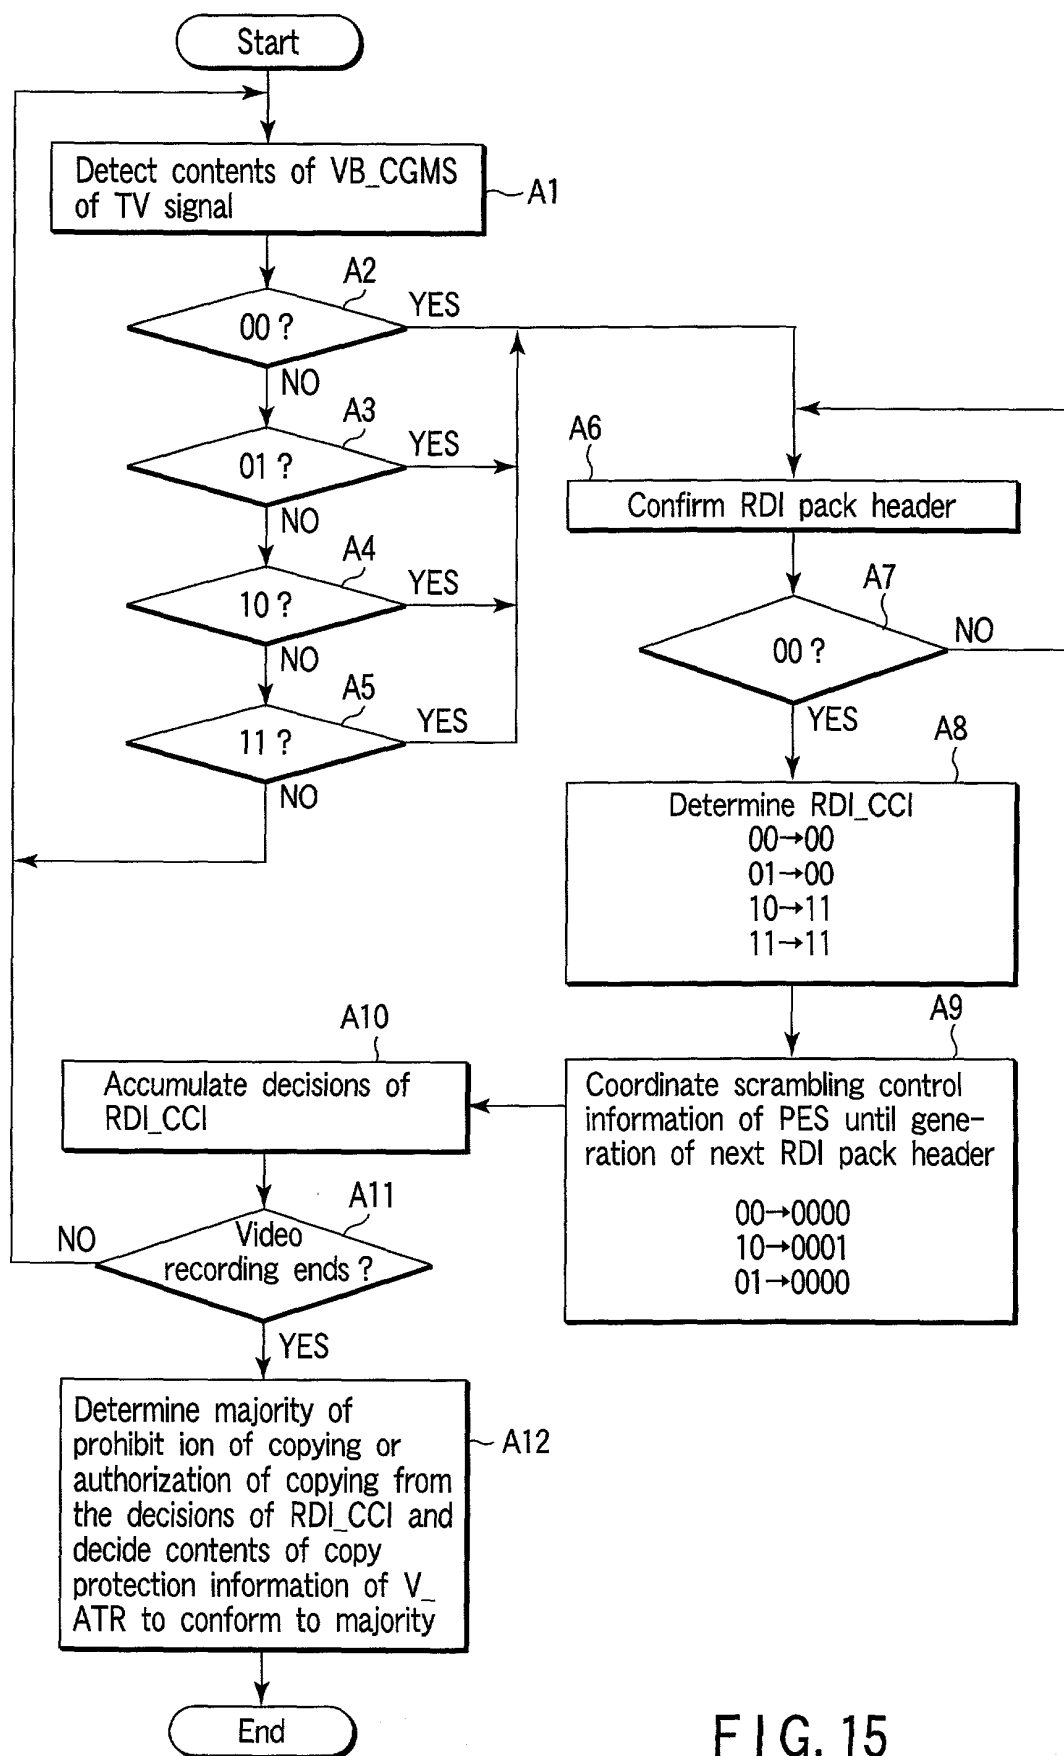 Start
Detect contents of VB_CGMS
of TV signal
A1
A2
00 ?
YES
NO
A3
01 ?
YES
NO
A4
10 ?
YES
NO
A5
11 ?
YES
NO
A6
Confirm RDI pack header
A7
00 ?
NO
YES
A8
Determine RDI_CCI
00→00
01→00
10→11
11→11
A9
Coordinate scrambling control
information of PES until gene-
ration of next RDI pack header
00→0000
10→0001
01→0000
A10
Accumulate decisions of
RDI_CCI
A11
Video
recording ends ?
NO
YES
A12
Determine majority of
prohibit ion of copying or
authorization of copying from
the decisions of RDI_CCI and
decide contents of copy
protection information of V_
ATR to conform to majority
End
FIG. 15